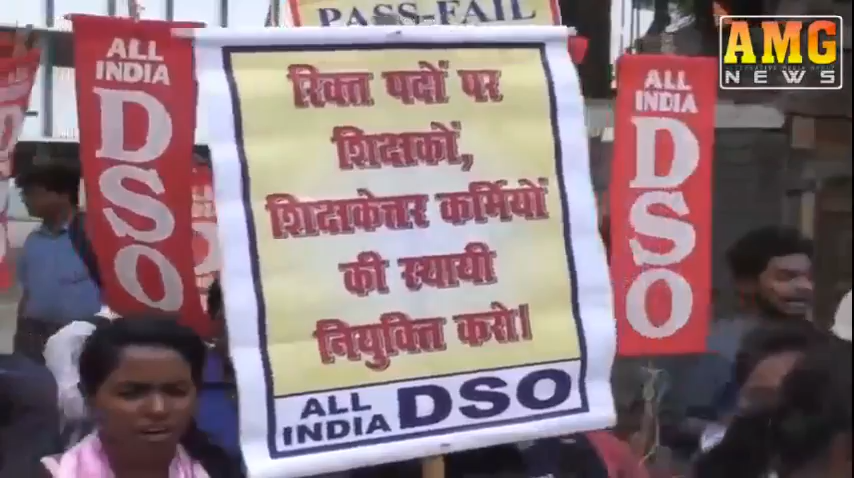 PASS-FAIL
AMG
NEWS
ALL
INDIA
DSO
रिक्त पदों पर
शिक्षकों,
शिक्षकेत्तर कर्मियों
की स्थायी
नियुक्ति करो।
ALL
INDIA DSO
ALL
INDIA
DSO